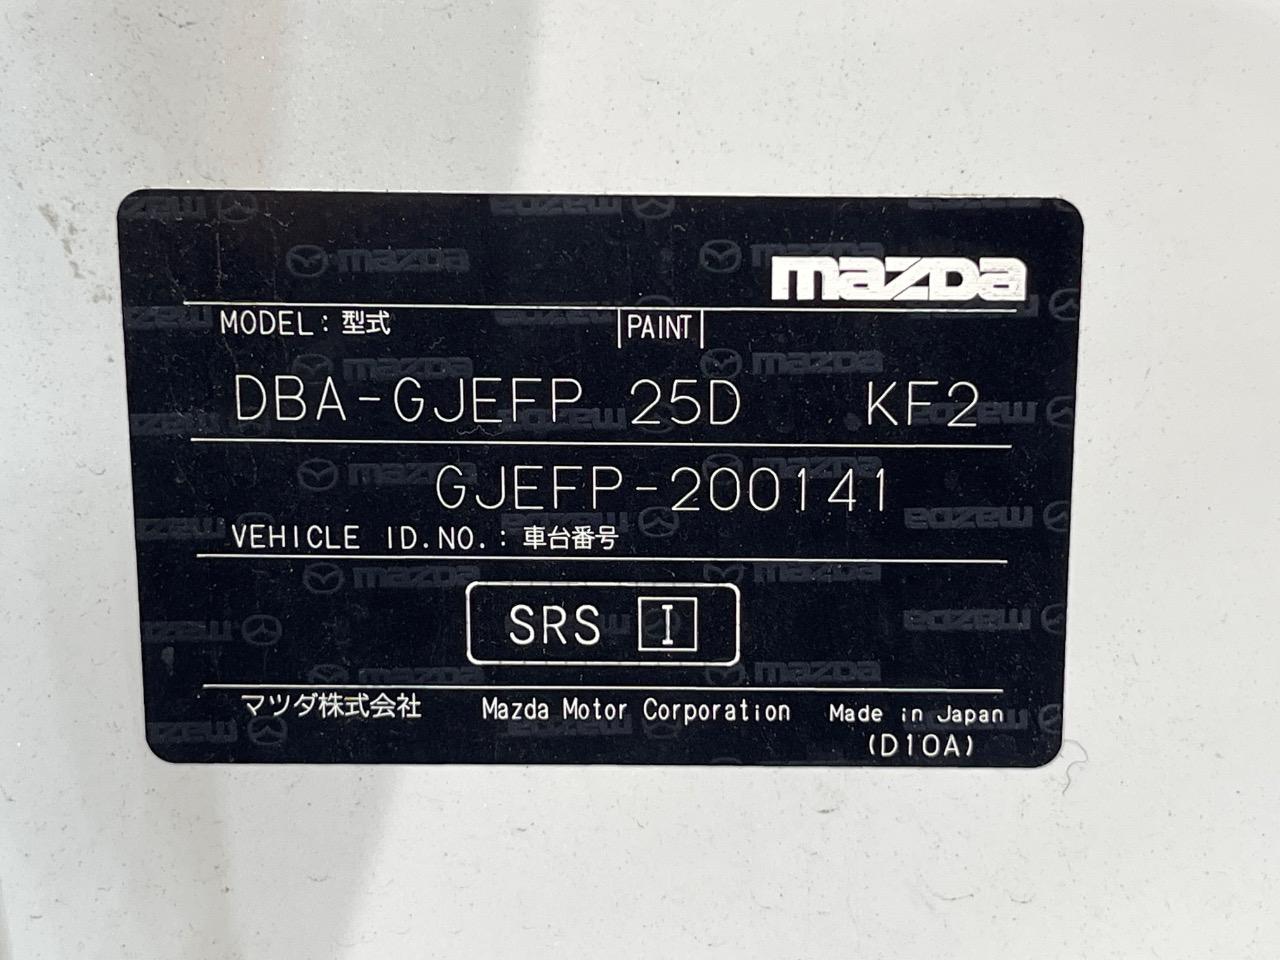 mazda
MODEL : 型式 PAINT
DBA-GJEFP 25D KF2
GJEFP-200141
VEHICLE ID.NO. : 車台番号
SRS I
マツダ株式会社 Mazda Motor Corporation Made in Japan
(D10A)